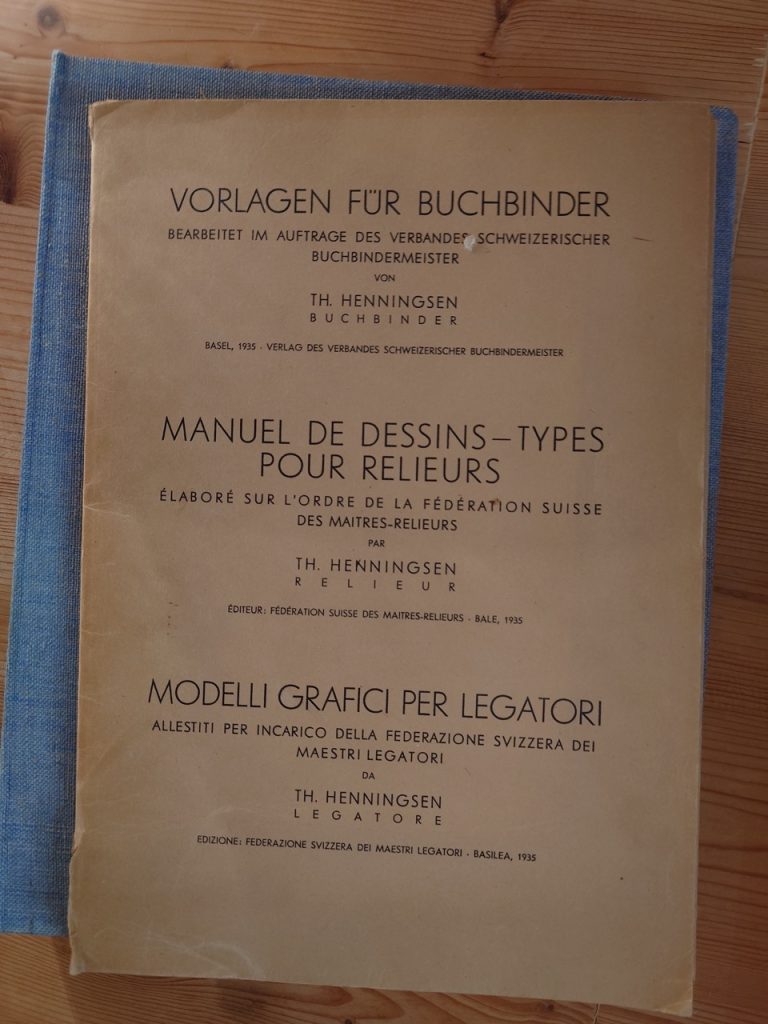 VORLAGEN FÜR BUCHBINDER
BEARBEITET IM AUFTRAGE DES VERBANDES SCHWEIZERISCHER
BUCHBINDERMEISTER
VON
TH. HENNINGSEN
BUCHBINDER
BASEL, 1935 · VERLAG DES VERBANDES SCHWEIZERISCHER BUCHBINDERMEISTER
MANUEL DE DESSINS–TYPES
POUR RELIEURS
ÉLABORÉ SUR L'ORDRE DE LA FÉDÉRATION SUISSE
DES MAITRES-RELIEURS
PAR
TH. HENNINGSEN
RELIEUR
ÉDITEUR: FÉDÉRATION SUISSE DES MAITRES-RELIEURS · BALE, 1935
MODELLI GRAFICI PER LEGATORI
ALLESTITI PER INCARICO DELLA FEDERAZIONE SVIZZERA DEI
MAESTRI LEGATORI
DA
TH. HENNINGSEN
LEGATORE
EDIZIONE: FEDERAZIONE SVIZZERA DEI MAESTRI LEGATORI · BASILEA, 1935